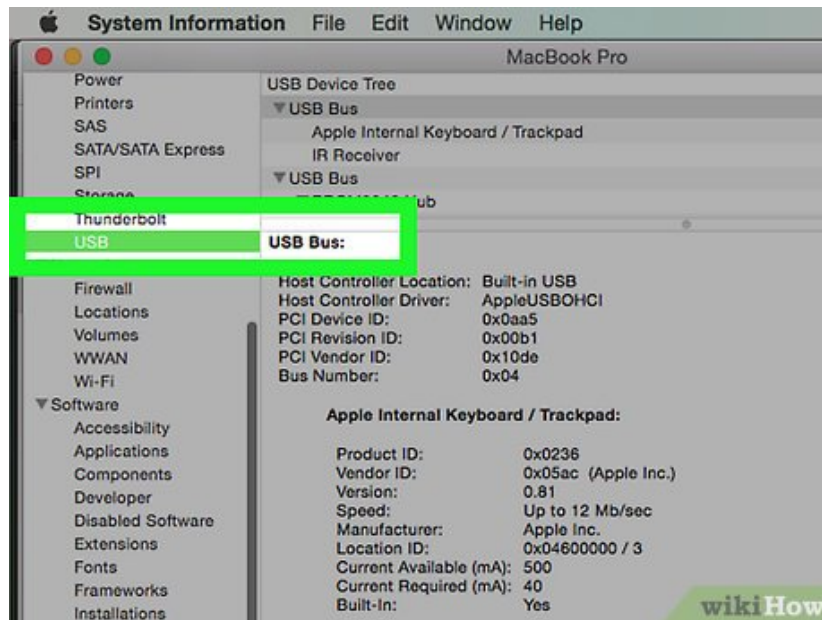 System Information File Edit Window Help
MacBook Pro
Power
Printers
SAS
SATA/SATA Express
SPI
Storage
Thunderbolt
USB
Firewall
Locations
Volumes
WWAN
Wi-Fi
Software
Accessibility
Applications
Components
Developer
Disabled Software
Extensions
Fonts
Frameworks
Installations
USB Device Tree
USB Bus
Apple Internal Keyboard / Trackpad
IR Receiver
USB Bus
USB Bus:
Host Controller Location: Built-in USB
Host Controller Driver: AppleUSBOHCI
PCI Device ID: 0x0aa5
PCI Revision ID: 0x00b1
PCI Vendor ID: 0x10de
Bus Number: 0x04
Apple Internal Keyboard / Trackpad:
Product ID: 0x0236
Vendor ID: 0x05ac (Apple Inc.)
Version: 0.81
Speed: Up to 12 Mb/sec
Manufacturer: Apple Inc.
Location ID: 0x04600000 / 3
Current Available (mA): 500
Current Required (mA): 40
Built-In: Yes
wikiHow